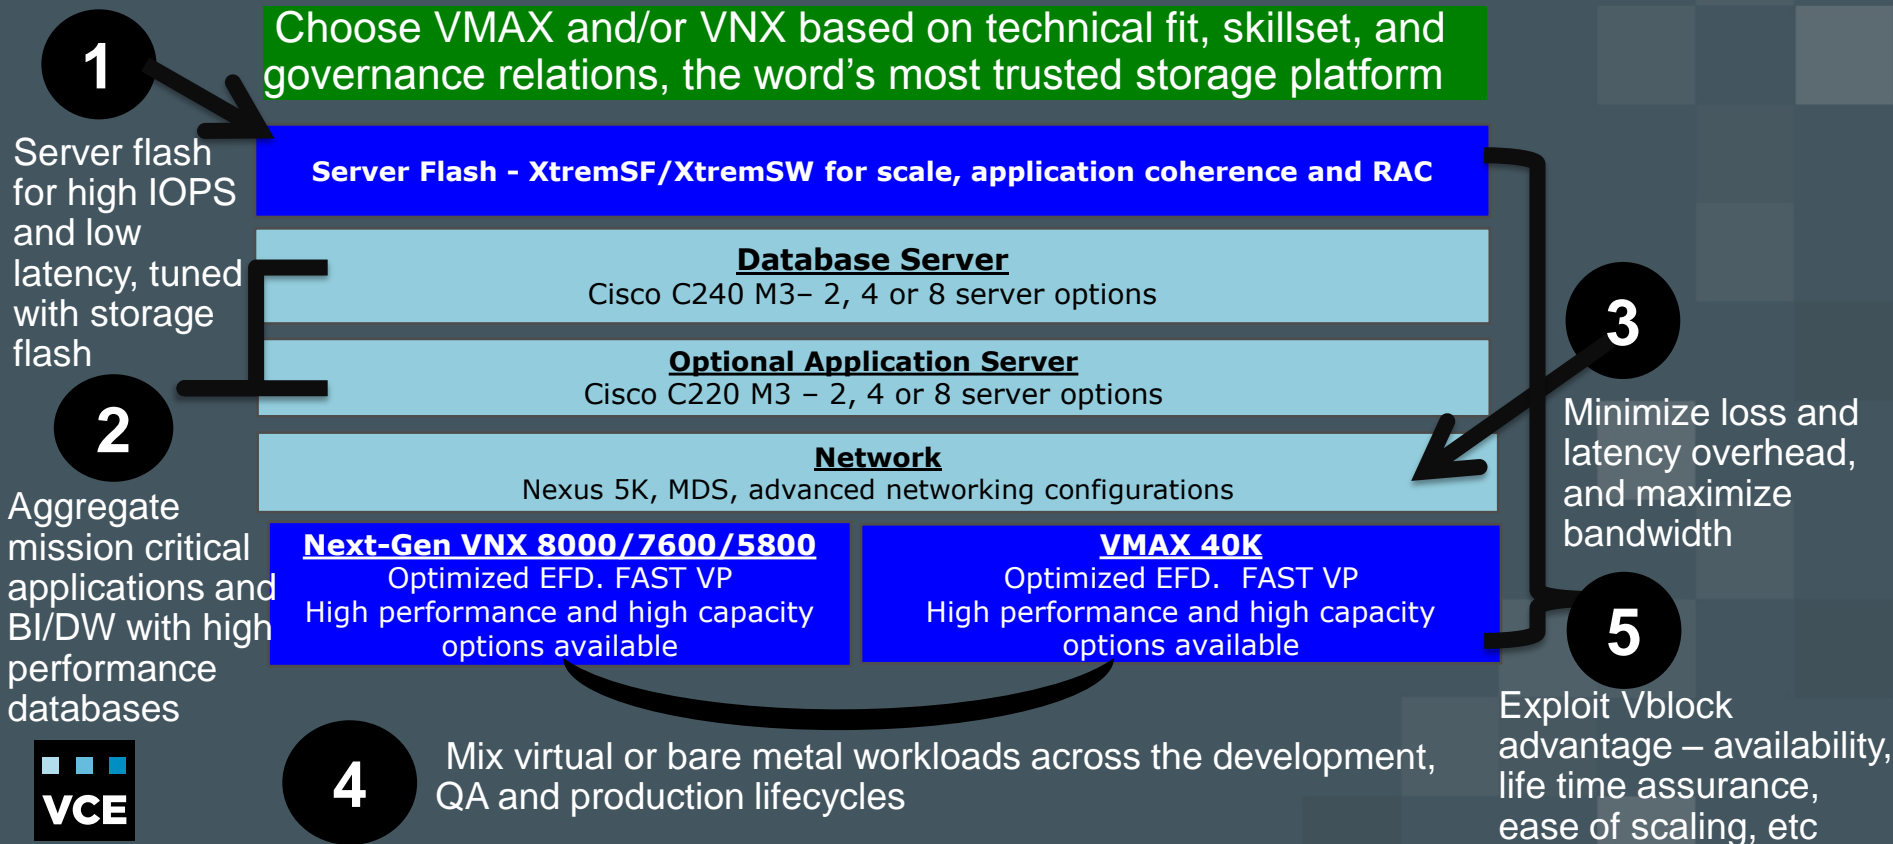 Choose VMAX and/or VNX based on technical fit, skillset, and
governance relations, the word's most trusted storage platform
1
Server flash
for high IOPS
and low
latency, tuned
with storage
flash
2
Aggregate
mission critical
applications and
BI/DW with high
performance
databases
Server Flash - XtremSF/XtremSW for scale, application coherence and RAC
Database Server
Cisco C240 M3– 2, 4 or 8 server options
Optional Application Server
Cisco C220 M3 – 2, 4 or 8 server options
Network
Nexus 5K, MDS, advanced networking configurations
Next-Gen VNX 8000/7600/5800
Optimized EFD. FAST VP
High performance and high capacity
options available
VMAX 40K
Optimized EFD.  FAST VP
High performance and high capacity
options available
3
Minimize loss and
latency overhead,
and maximize
bandwidth
4
Mix virtual or bare metal workloads across the development,
QA and production lifecycles
5
Exploit Vblock
advantage – availability,
life time assurance,
ease of scaling, etc
VCE